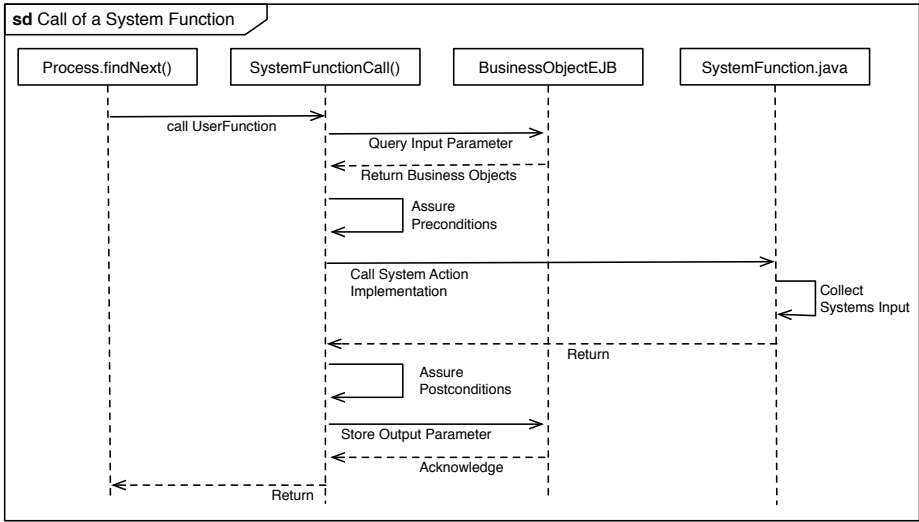 sd Call of a System Function
Process.findNext()
SystemFunctionCall()
BusinessObjectEJB
SystemFunction.java
call UserFunction
Query Input Parameter
Return Business Objects
Assure
Preconditions
Call System Action
Implementation
Collect
Systems Input
Return
Assure
Postconditions
Store Output Parameter
Acknowledge
Return